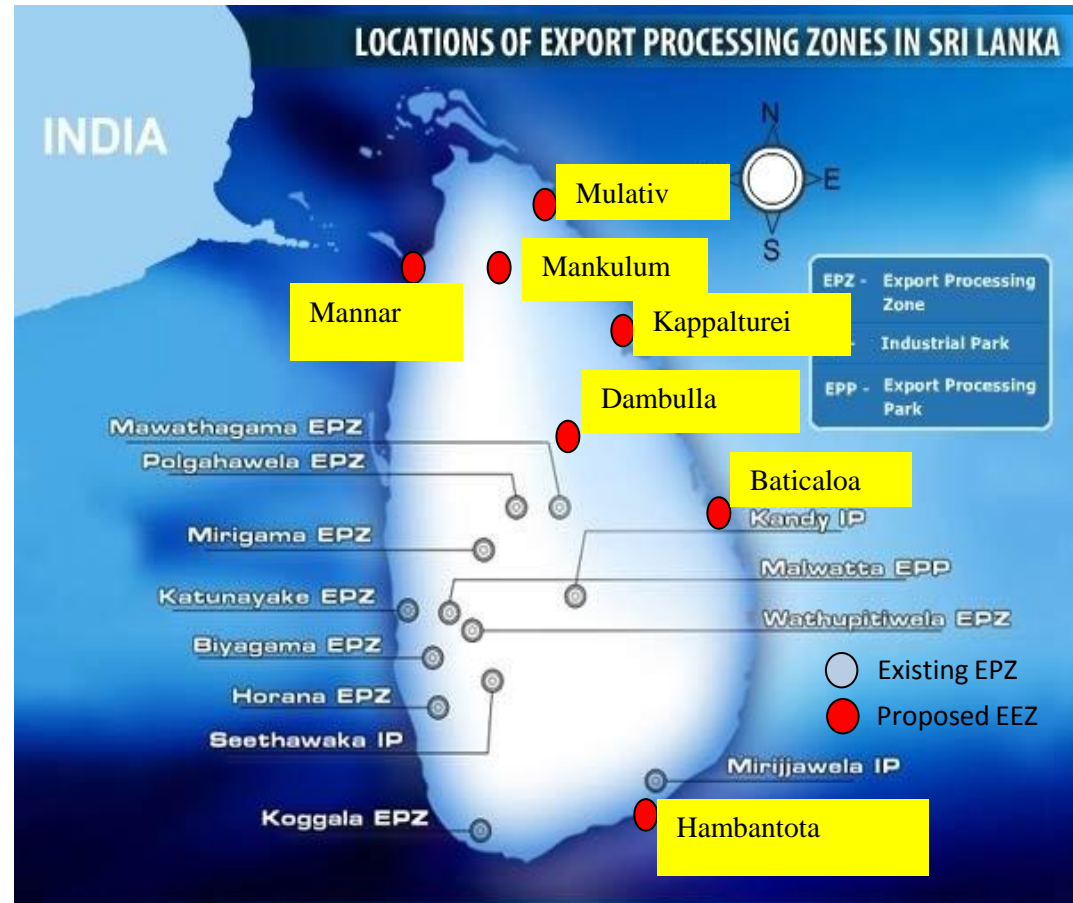 LOCATIONS OF EXPORT PROCESSING ZONES IN SRI LANKA
INDIA
N
E
S
Mulativ
Mankulum
Mannar
Kappalturei
Dambulla
Baticaloa
Hambantota
EPZ - Export Processing
Zone
Industrial Park
EPP - Export Processing
Park
Mawathagama EPZ
Polgahawela EPZ
Mirigama EPZ
Katunayake EPZ
Biyagama EPZ
Horana EPZ
Seethawaka IP
Koggala EPZ
Kandy IP
Malwatta EPP
Wathupitiwela EPZ
Existing EPZ
Proposed EEZ
Mirijjawela IP